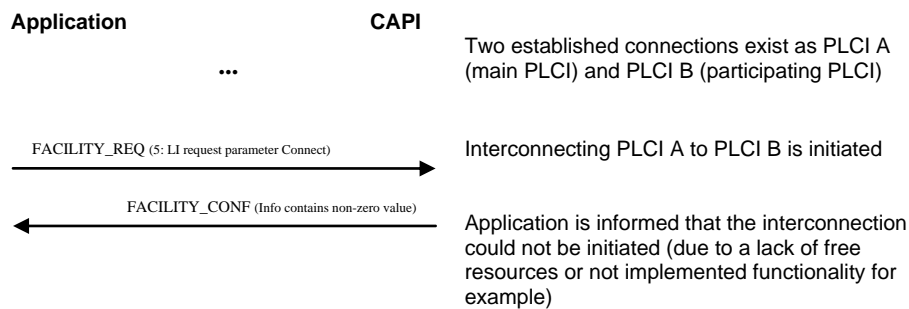 Application CAPI
Two established connections exist as PLCI A
(main PLCI) and PLCI B (participating PLCI)
...
FACILITY_REQ (5: LI request parameter Connect)
Interconnecting PLCI A to PLCI B is initiated
FACILITY_CONF (Info contains non-zero value)
Application is informed that the interconnection
could not be initiated (due to a lack of free
resources or not implemented functionality for
example)